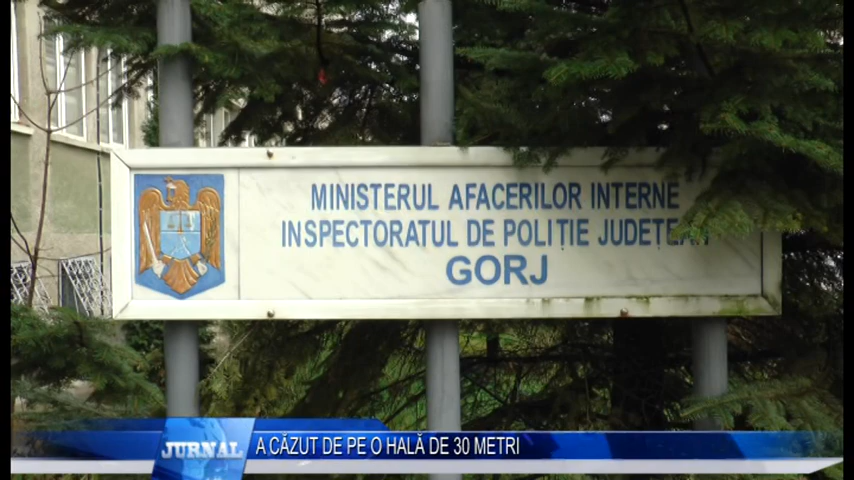 MINISTERUL AFACERILOR INTERNE
INSPECTORATUL DE POLIȚIE JUDEȚEAN
GORJ
JURNAL
A CĂZUT DE PE O HALĂ DE 30 METRI